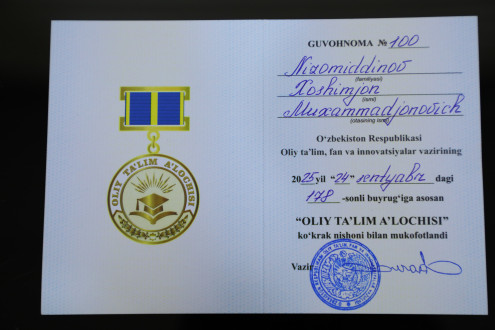 OLIY TA'LIM A'LOCHISI
GUVOHNOMA № 100
Nizomiddinov
(familiyasi)
Xoshimjon
(ismi)
Muxammadjonovich
(otasining ismi)
O'zbekiston Respublikasi
Oliy ta'lim, fan va innovatsiyalar vazirining
2025 yil "24" sentyabr dagi
178 -sonli buyrug'iga asosan
"OLIY TA'LIM A'LOCHISI"
ko'krak nishoni bilan mukofotlandi
Vazir